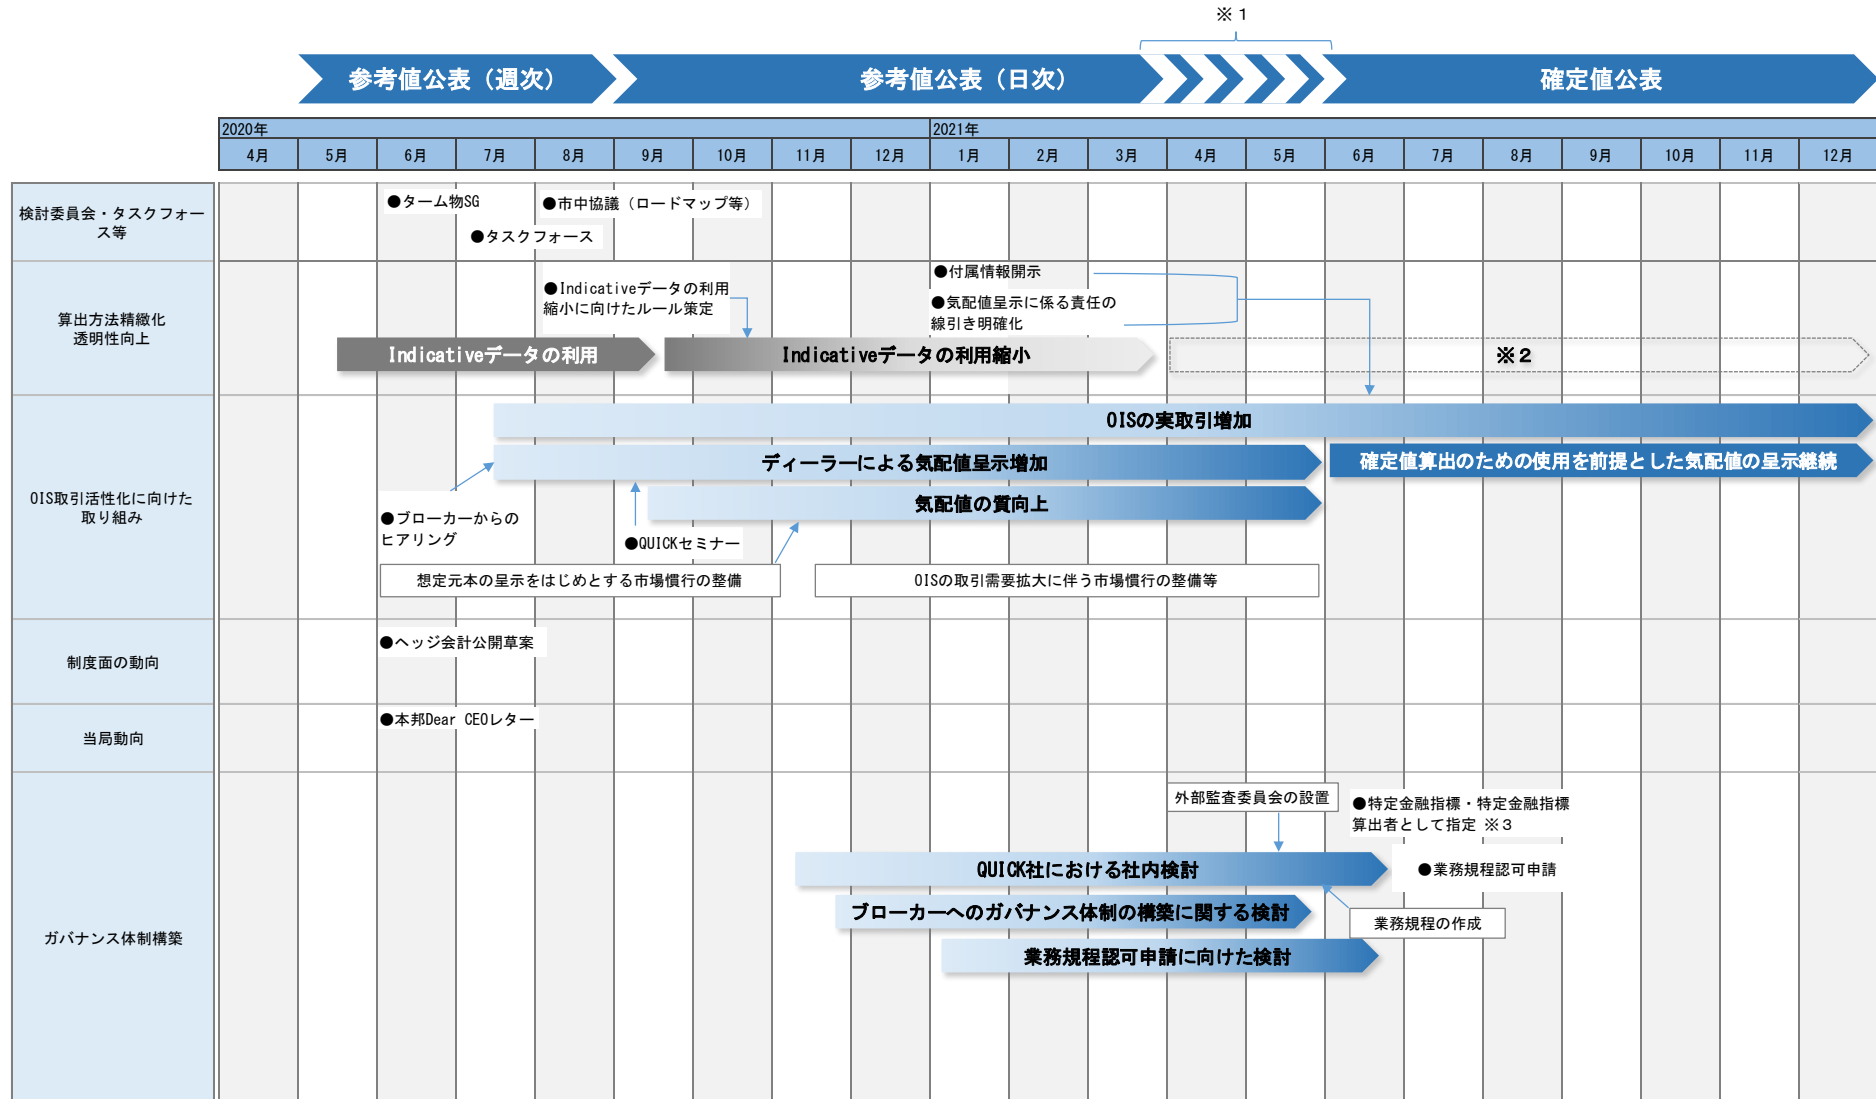 ※１
参考値公表（週次）
参考値公表（日次）
確定値公表
2020年
2021年
4月
5月
6月
7月
8月
9月
10月
11月
12月
1月
2月
3月
4月
5月
6月
7月
8月
9月
10月
11月
12月
検討委員会・タスクフォー
ス等
●ターム物SG
●市中協議（ロードマップ等）
●タスクフォース
算出方法精緻化
透明性向上
●Indicativeデータの利用
縮小に向けたルール策定
●付属情報開示
●気配値呈示に係る責任の
線引き明確化
Indicativeデータの利用
Indicativeデータの利用縮小
※２
OIS取引活性化に向けた
取り組み
OISの実取引増加
ディーラーによる気配値呈示増加
確定値算出のための使用を前提とした気配値の呈示継続
気配値の質向上
●ブローカーからの
ヒアリング
●QUICKセミナー
想定元本の呈示をはじめとする市場慣行の整備
OISの取引需要拡大に伴う市場慣行の整備等
制度面の動向
●ヘッジ会計公開草案
当局動向
●本邦Dear CEOレター
ガバナンス体制構築
外部監査委員会の設置
●特定金融指標・特定金融指標
算出者として指定 ※３
QUICK社における社内検討
●業務規程認可申請
ブローカーへのガバナンス体制の構築に関する検討
業務規程の作成
業務規程認可申請に向けた検討